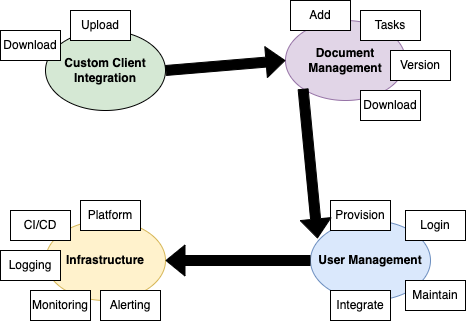 Upload
Download
Custom Client
Integration
Add
Tasks
Document
Management
Version
Download
Platform
CI/CD
Infrastructure
Logging
Monitoring
Alerting
Provision
Login
User Management
Maintain
Integrate